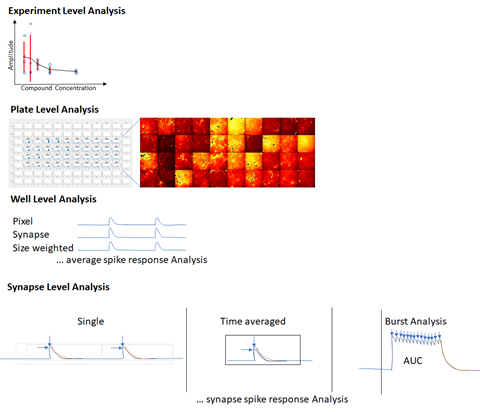 Experiment Level Analysis
Amplitude
Compound Concentration
Plate Level Analysis
Well Level Analysis
Pixel
Synapse
Size weighted
... average spike response Analysis
Synapse Level Analysis
Single
Time averaged
Burst Analysis
AUC
... synapse spike response Analysis